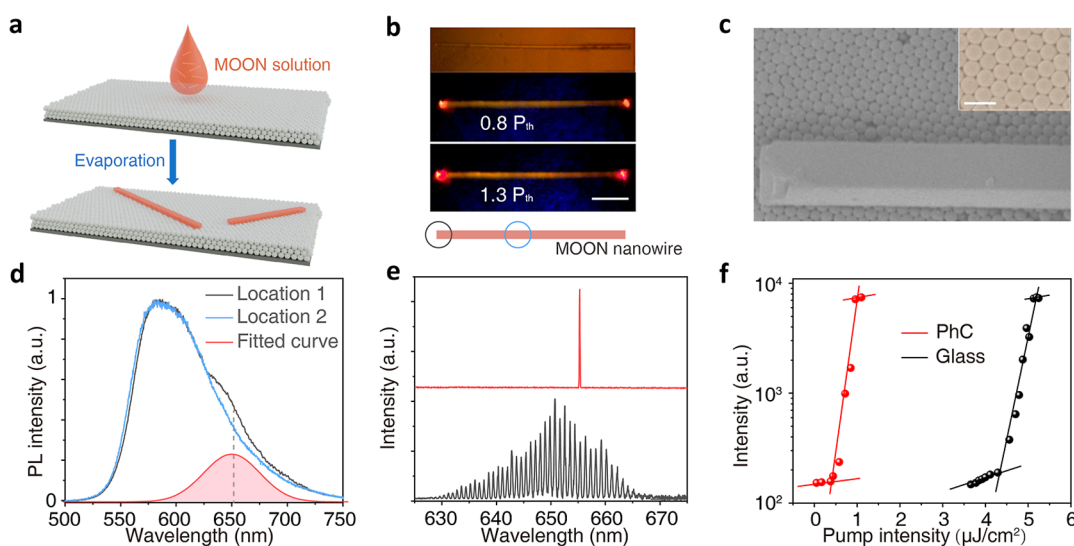 a
MOON solution
Evaporation
b
0.8 Pth
1.3 Pth
MOON nanowire
c
d
PL intensity (a.u.)
1
0
Location 1
Location 2
Fitted curve
500 550 600 650 700 750
Wavelength (nm)
e
Intensity (a.u.)
630 640 650 660 670
Wavelength (nm)
f
Intensity (a.u.)
10⁴
10³
10²
PhC
Glass
0 1 2 3 4 5 6
Pump intensity (μJ/cm²)